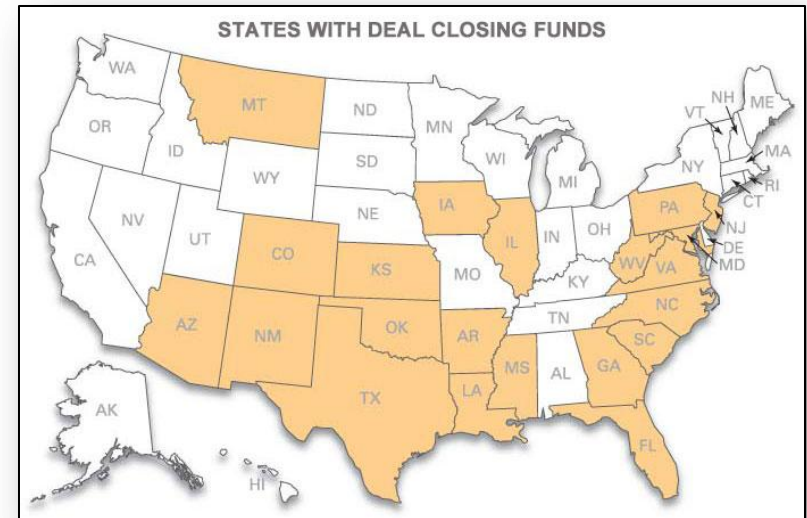 STATES WITH DEAL CLOSING FUNDS
WA
MT
ND
MN
VT
NH
ME
OR
ID
SD
WI
MI
NY
MA
RI
CT
WY
IA
NE
PA
NJ
DE
MD
NV
UT
CO
IL
IN
OH
WV
VA
CA
KS
MO
KY
NC
AZ
NM
OK
AR
TN
SC
MS
AL
GA
TX
LA
AK
FL
HI